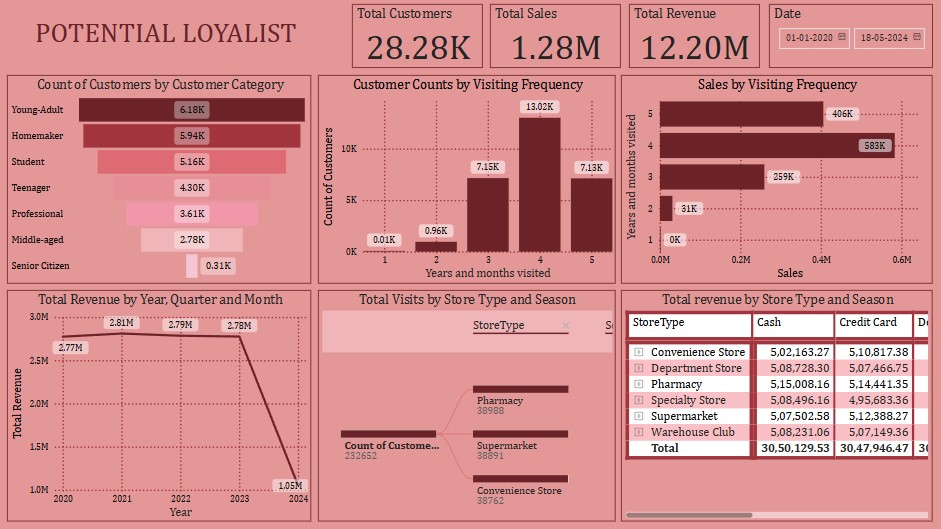 POTENTIAL LOYALIST
Total Customers
28.28K
Total Sales
1.28M
Total Revenue
12.20M
Date
01-01-2020
18-05-2024
Count of Customers by Customer Category
Young-Adult 6.18K
Homemaker 5.94K
Student 5.16K
Teenager 4.30K
Professional 3.61K
Middle-aged 2.78K
Senior Citizen 0.31K
Customer Counts by Visiting Frequency
Count of Customers
10K
5K
0K
0.01K
0.96K
7.15K
13.02K
7.13K
1 2 3 4 5
Years and months visited
Sales by Visiting Frequency
Years and months visited
5 406K
4 583K
3 259K
2 31K
1 0K
0.0M 0.2M 0.4M 0.6M
Sales
Total Revenue by Year, Quarter and Month
Total Revenue
3.0M
2.5M
2.0M
1.5M
1.0M
2.77M
2.81M
2.79M
2.78M
1.05M
2020 2021 2022 2023 2024
Year
Total Visits by Store Type and Season
StoreType
Count of Custome...
232652
Pharmacy
38988
Supermarket
38891
Convenience Store
38762
Total revenue by Store Type and Season
StoreType Cash Credit Card
Convenience Store 5,02,163.27 5,10,817.38
Department Store 5,08,728.30 5,07,466.75
Pharmacy 5,15,008.16 5,14,441.35
Specialty Store 5,08,496.16 4,95,683.36
Supermarket 5,07,502.58 5,12,388.27
Warehouse Club 5,08,231.06 5,07,149.36
Total 30,50,129.53 30,47,946.47